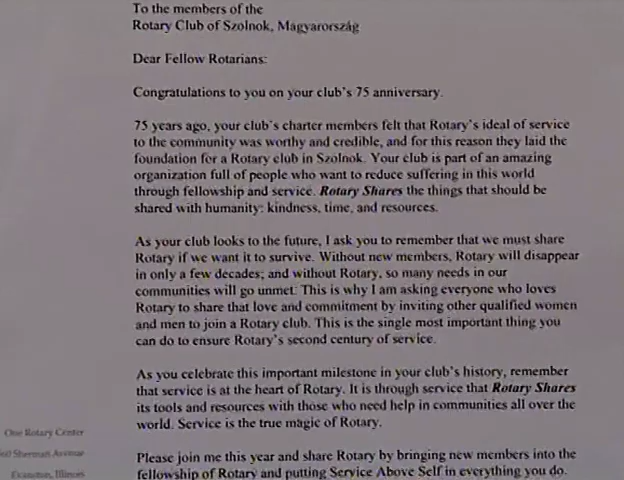 To the members of the
Rotary Club of Szolnok, Magyarország
Dear Fellow Rotarians:
Congratulations to you on your club's 75 anniversary.
75 years ago, your club's charter members felt that Rotary's ideal of service
to the community was worthy and credible, and for this reason they laid the
foundation for a Rotary club in Szolnok. Your club is part of an amazing
organization full of people who want to reduce suffering in this world
through fellowship and service. Rotary Shares the things that should be
shared with humanity: kindness, time, and resources.
As your club looks to the future, I ask you to remember that we must share
Rotary if we want it to survive. Without new members, Rotary will disappear
in only a few decades; and without Rotary, so many needs in our
communities will go unmet. This is why I am asking everyone who loves
Rotary to share that love and commitment by inviting other qualified women
and men to join a Rotary club. This is the single most important thing you
can do to ensure Rotary's second century of service.
As you celebrate this important milestone in your club's history, remember
that service is at the heart of Rotary. It is through service that Rotary Shares
its tools and resources with those who need help in communities all over the
world. Service is the true magic of Rotary.
Please join me this year and share Rotary by bringing new members into the
fellowship of Rotary and putting Service Above Self in everything you do.
One Rotary Center
60 Sherman Avenue
Evanston, Illinois